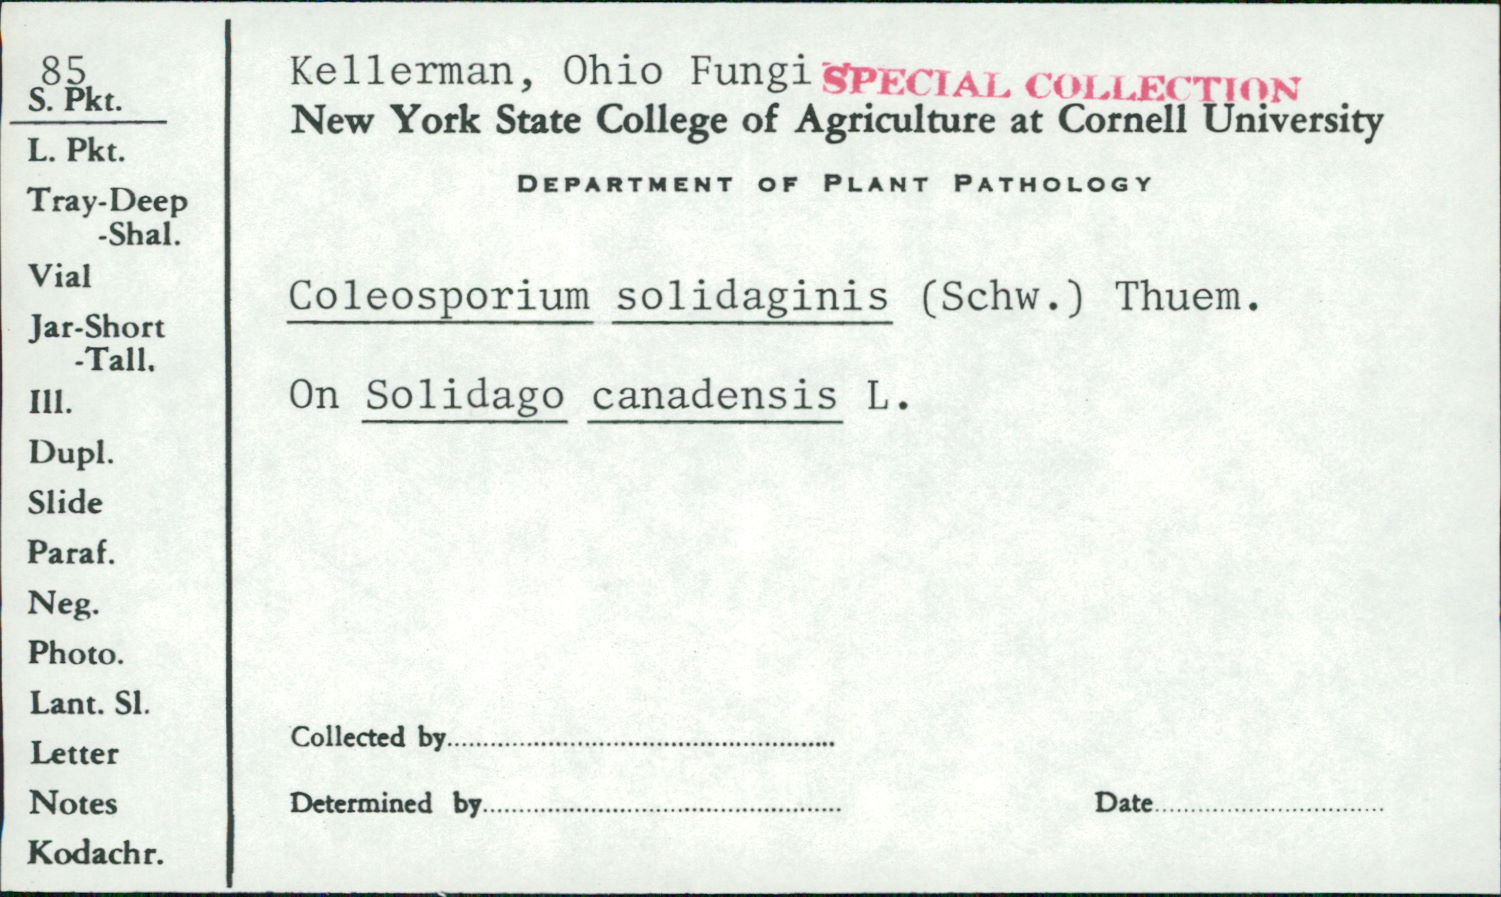 85
S. Pkt.
L. Pkt.
Tray-Deep
-Shal.
Vial
Jar-Short
-Tall.
Ill.
Dupl.
Slide
Paraf.
Neg.
Photo.
Lant. Sl.
Letter
Notes
Kodachr.
Kellerman, Ohio Fungi SPECIAL COLLECTION
New York State College of Agriculture at Cornell University
DEPARTMENT OF PLANT PATHOLOGY
Coleosporium solidaginis (Schw.) Thuem.
On Solidago canadensis L.
Collected by
Determined by
Date